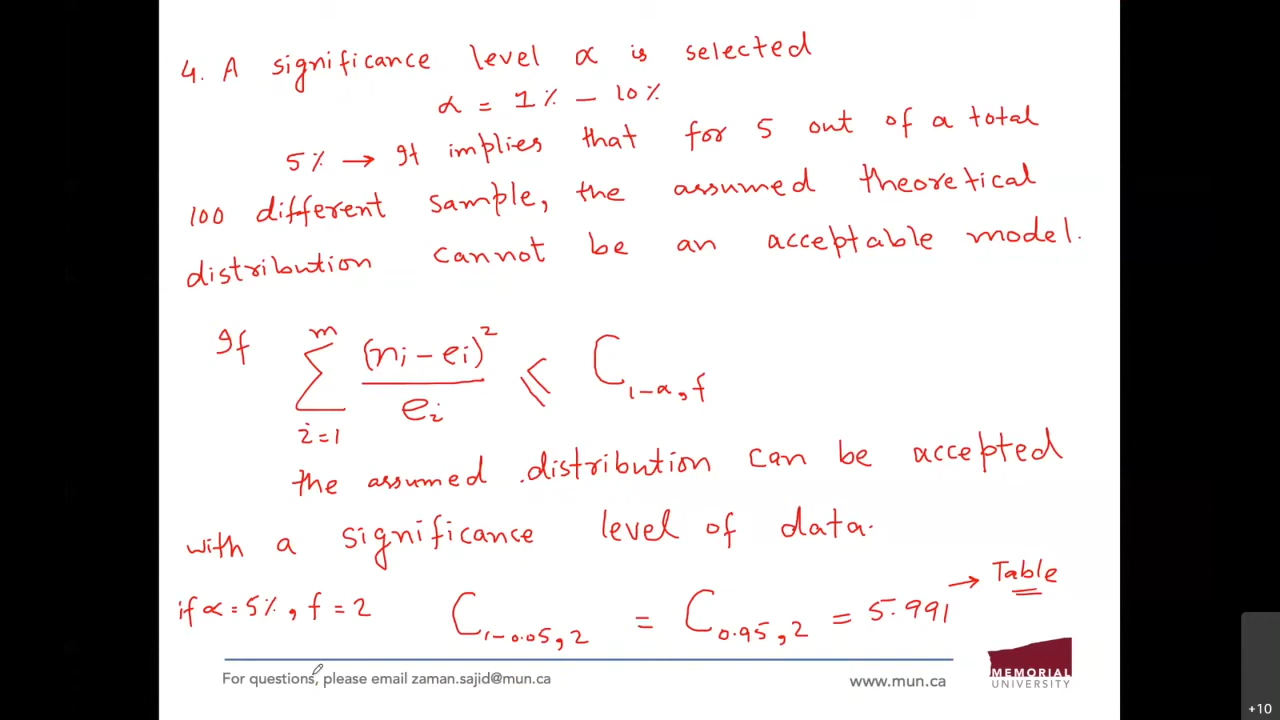 4. A significance level α is selected
α = 1% - 10%
5% → It implies that for 5 out of a total
100 different sample, the assumed theoretical
distribution cannot be an acceptable model.
If ∑_{i=1}^{m} (ni - ei)² / ei ≤ C_{1-α, f}
the assumed distribution can be accepted
with a significance level of data.
→ Table
if α = 5%, f = 2 C_{1-0.05, 2} = C_{0.95, 2} = 5.991
For questions, please email zaman.sajid@mun.ca
www.mun.ca
MEMORIAL
UNIVERSITY
+10